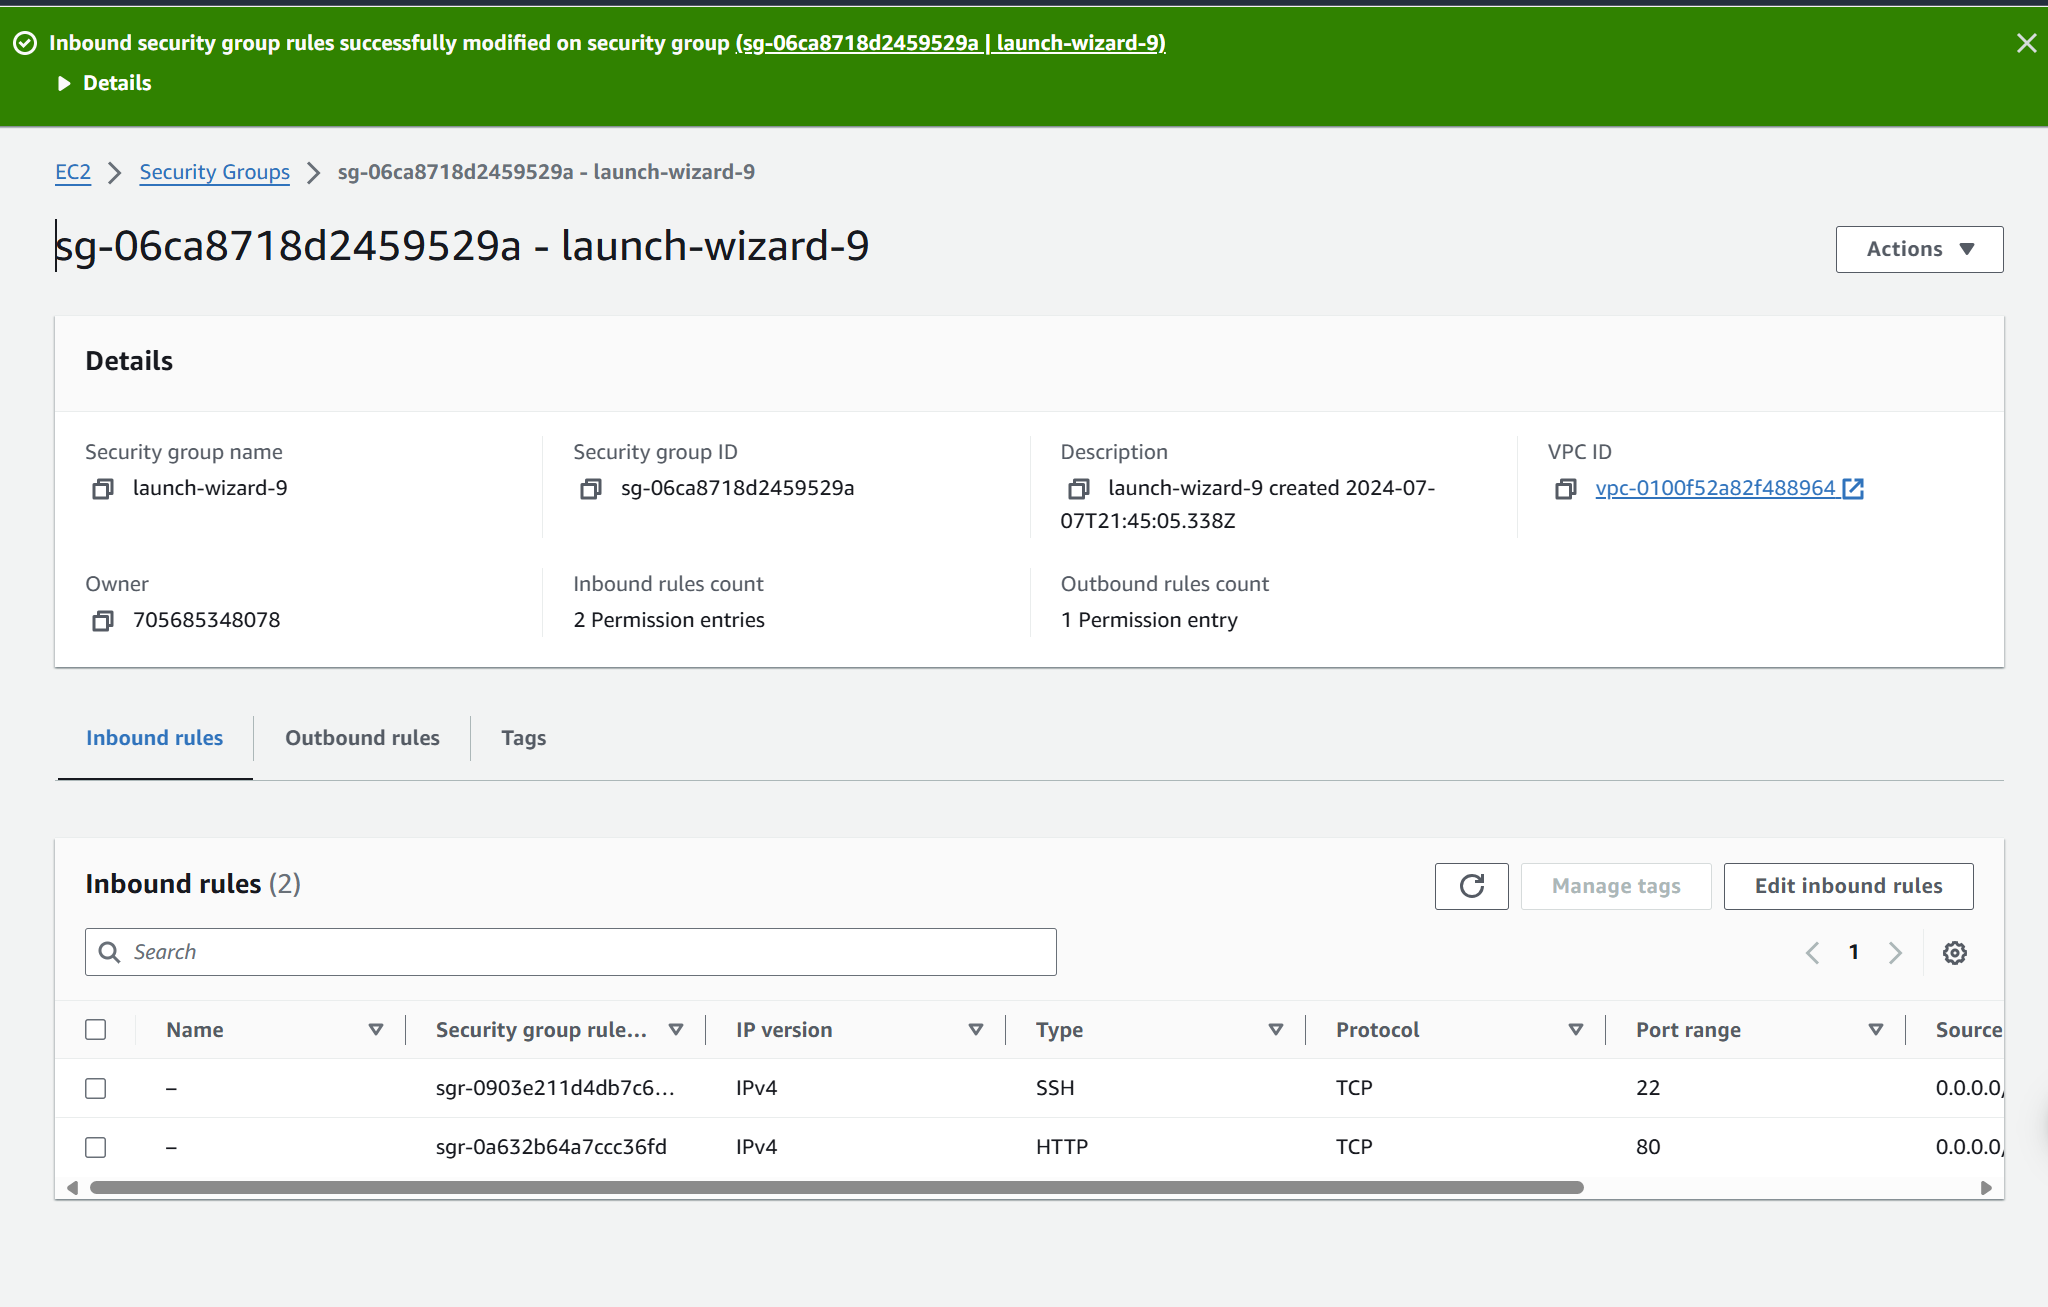 Inbound security group rules successfully modified on security group (sg-06ca8718d2459529a | launch-wizard-9)
Details
EC2 > Security Groups > sg-06ca8718d2459529a - launch-wizard-9
sg-06ca8718d2459529a - launch-wizard-9
Actions
Details
Security group name
launch-wizard-9
Security group ID
sg-06ca8718d2459529a
Description
launch-wizard-9 created 2024-07-
07T21:45:05.338Z
VPC ID
vpc-0100f52a82f488964
Owner
705685348078
Inbound rules count
2 Permission entries
Outbound rules count
1 Permission entry
Inbound rules Outbound rules Tags
Inbound rules (2)
Manage tags
Edit inbound rules
Search
1
Name Security group rule... IP version Type Protocol Port range Source
– sgr-0903e211d4db7c6... IPv4 SSH TCP 22 0.0.0.0/
– sgr-0a632b64a7ccc36fd IPv4 HTTP TCP 80 0.0.0.0/